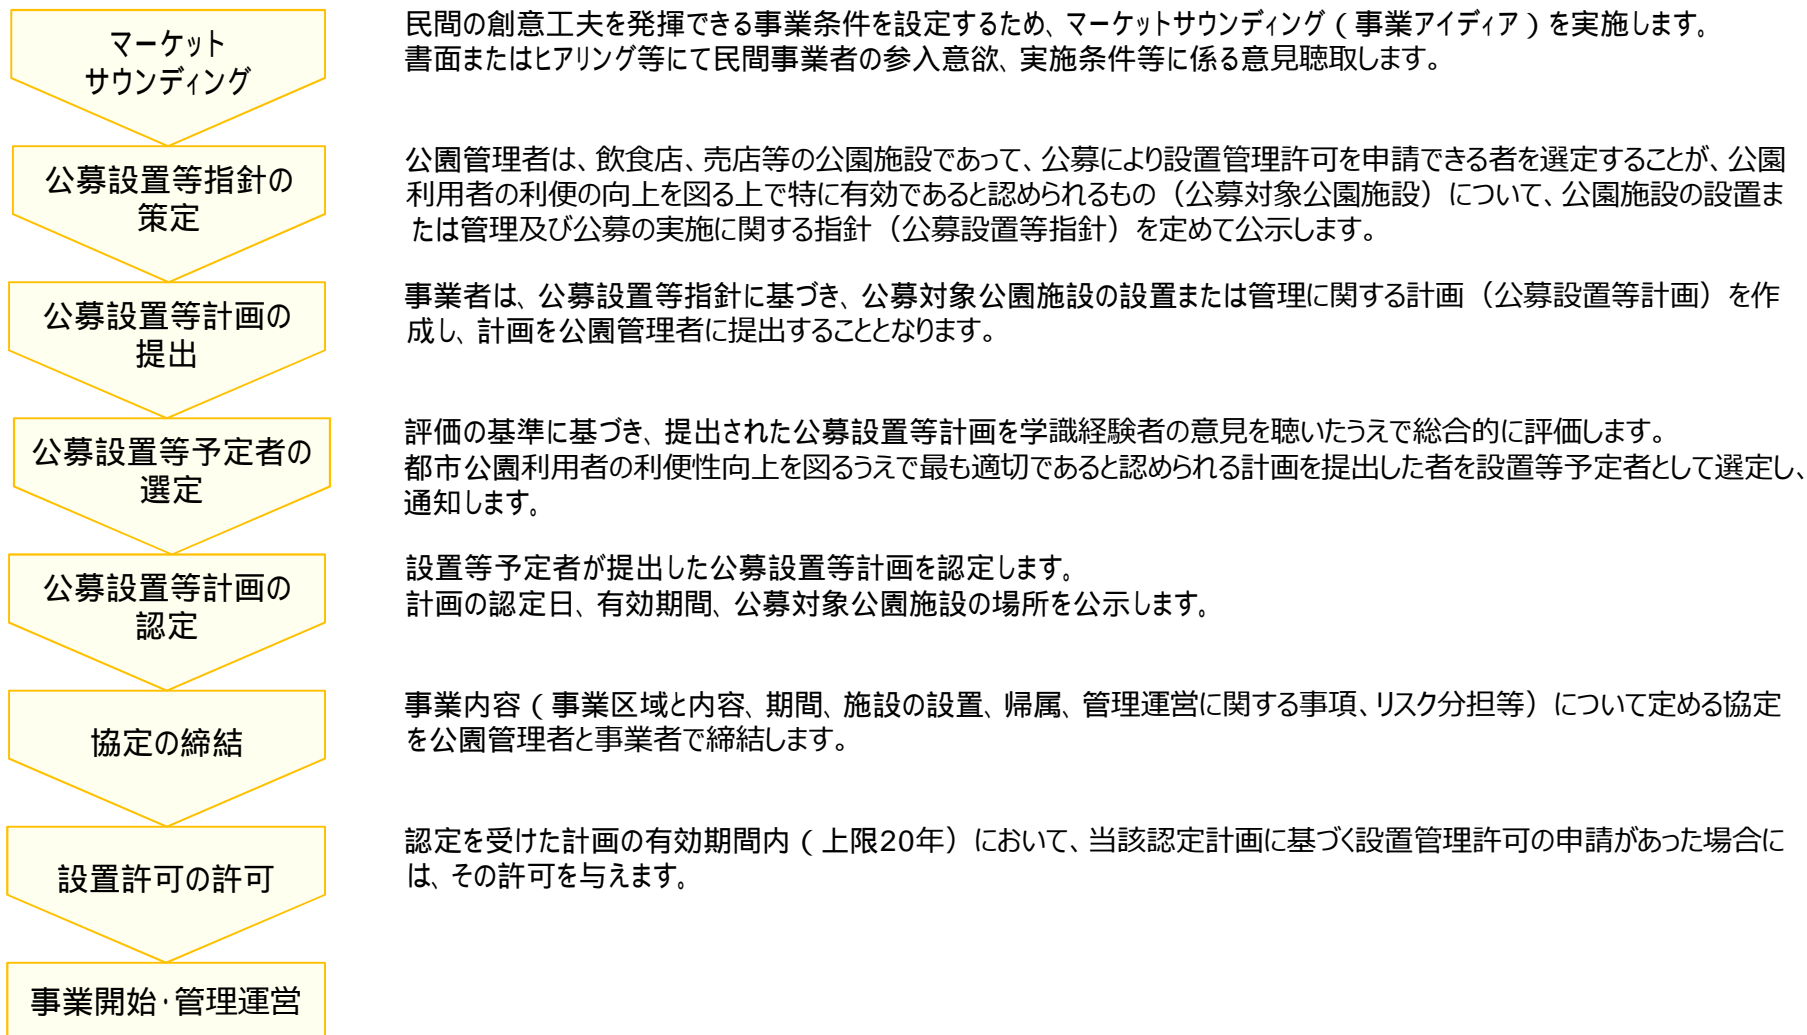 マーケット
サウンディング
民間の創意工夫を発揮できる事業条件を設定するため、マーケットサウンディング（事業アイディア）を実施します。
書面またはヒアリング等にて民間事業者の参入意欲、実施条件等に係る意見聴取します。
公募設置等指針の
策定
公園管理者は、飲食店、売店等の公園施設であって、公募により設置管理許可を申請できる者を選定することが、公園
利用者の利便の向上を図る上で特に有効であると認められるもの（公募対象公園施設）について、公園施設の設置ま
たは管理及び公募の実施に関する指針（公募設置等指針）を定めて公示します。
公募設置等計画の
提出
事業者は、公募設置等指針に基づき、公募対象公園施設の設置または管理に関する計画（公募設置等計画）を作
成し、計画を公園管理者に提出することとなります。
公募設置等予定者の
選定
評価の基準に基づき、提出された公募設置等計画を学識経験者の意見を聴いたうえで総合的に評価します。
都市公園利用者の利便性向上を図るうえで最も適切であると認められる計画を提出した者を設置等予定者として選定し、
通知します。
公募設置等計画の
認定
設置等予定者が提出した公募設置等計画を認定します。
計画の認定日、有効期間、公募対象公園施設の場所を公示します。
協定の締結
事業内容（事業区域と内容、期間、施設の設置、帰属、管理運営に関する事項、リスク分担等）について定める協定
を公園管理者と事業者で締結します。
設置許可の許可
認定を受けた計画の有効期間内（上限20年）において、当該認定計画に基づく設置管理許可の申請があった場合に
は、その許可を与えます。
事業開始・管理運営